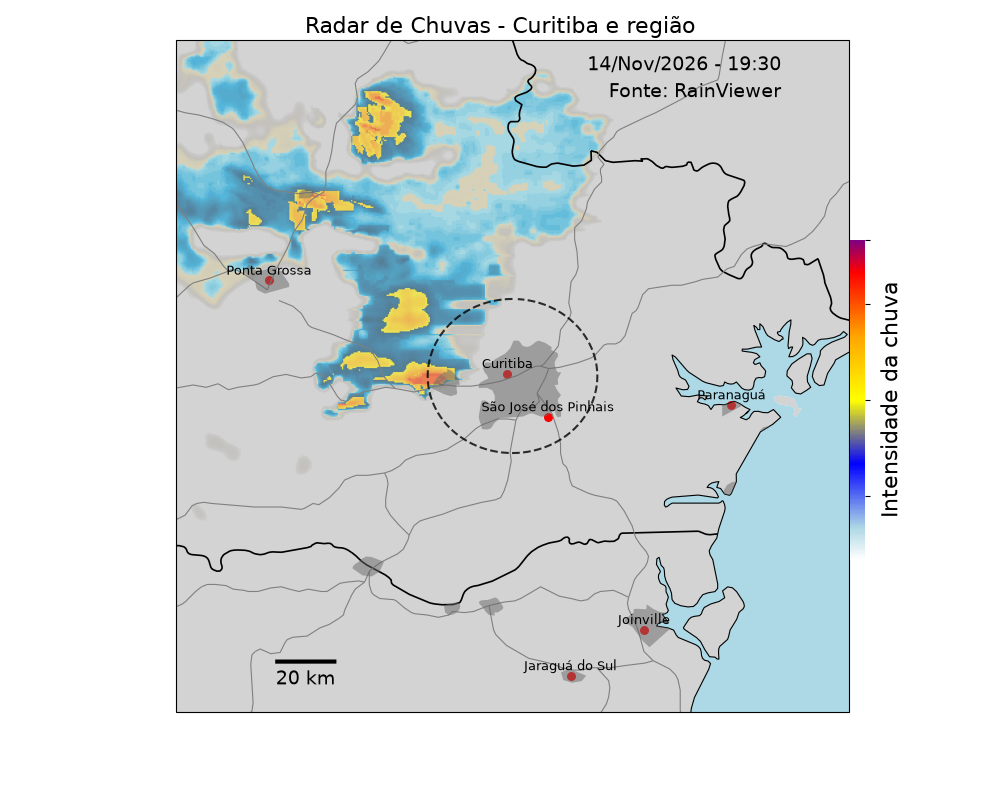 Radar de Chuvas - Curitiba e região
14/Nov/2026 - 19:30
Fonte: RainViewer
Ponta Grossa
Curitiba
São José dos Pinhais
Paranaguá
Intensidade da chuva
Joinville
Jaraguá do Sul
20 km